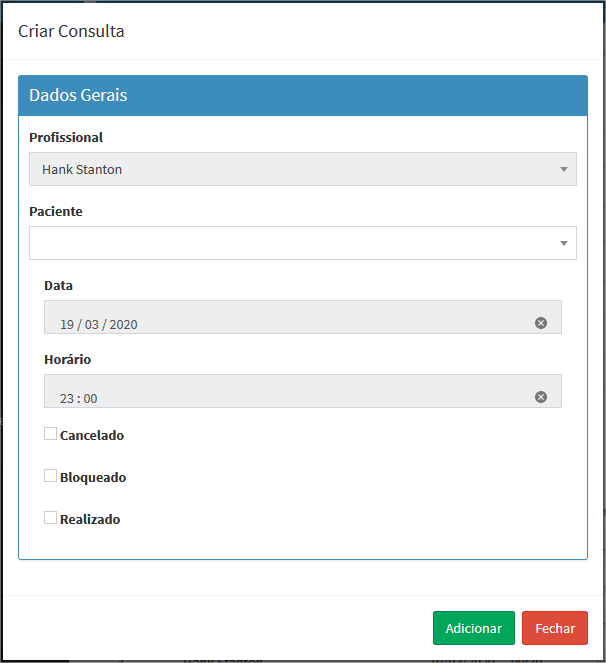 Criar Consulta
Dados Gerais
Profissional
Hank Stanton
Paciente
Data
19 / 03 / 2020
Horário
23 : 00
Cancelado
Bloqueado
Realizado
Adicionar
Fechar